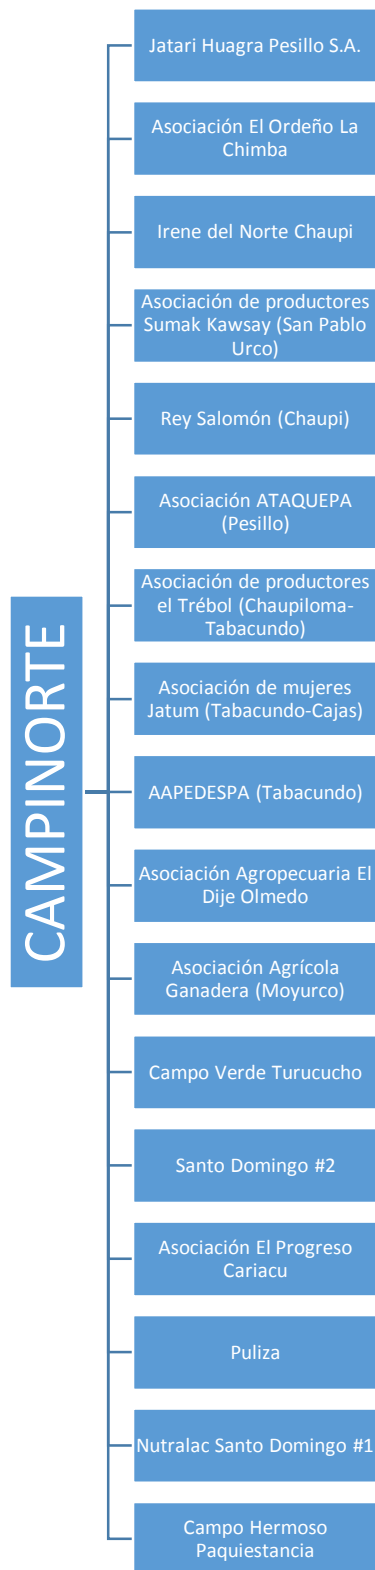 Jatari Huagra Pesillo S.A.
Asociación El Ordeño La
Chimba
Irene del Norte Chaupi
Asociación de productores
Sumak Kawsay (San Pablo
Urco)
Rey Salomón (Chaupi)
Asociación ATAQUEPA
(Pesillo)
Asociación de productores
el Trébol (Chaupiloma-
Tabacundo)
CAMPINORTE
Asociación de mujeres
Jatum (Tabacundo-Cajas)
AAPEDESPA (Tabacundo)
Asociación Agropecuaria El
Dije Olmedo
Asociación Agrícola
Ganadera (Moyurco)
Campo Verde Turucucho
Santo Domingo #2
Asociación El Progreso
Cariacu
Puliza
Nutralac Santo Domingo #1
Campo Hermoso
Paquiestancia